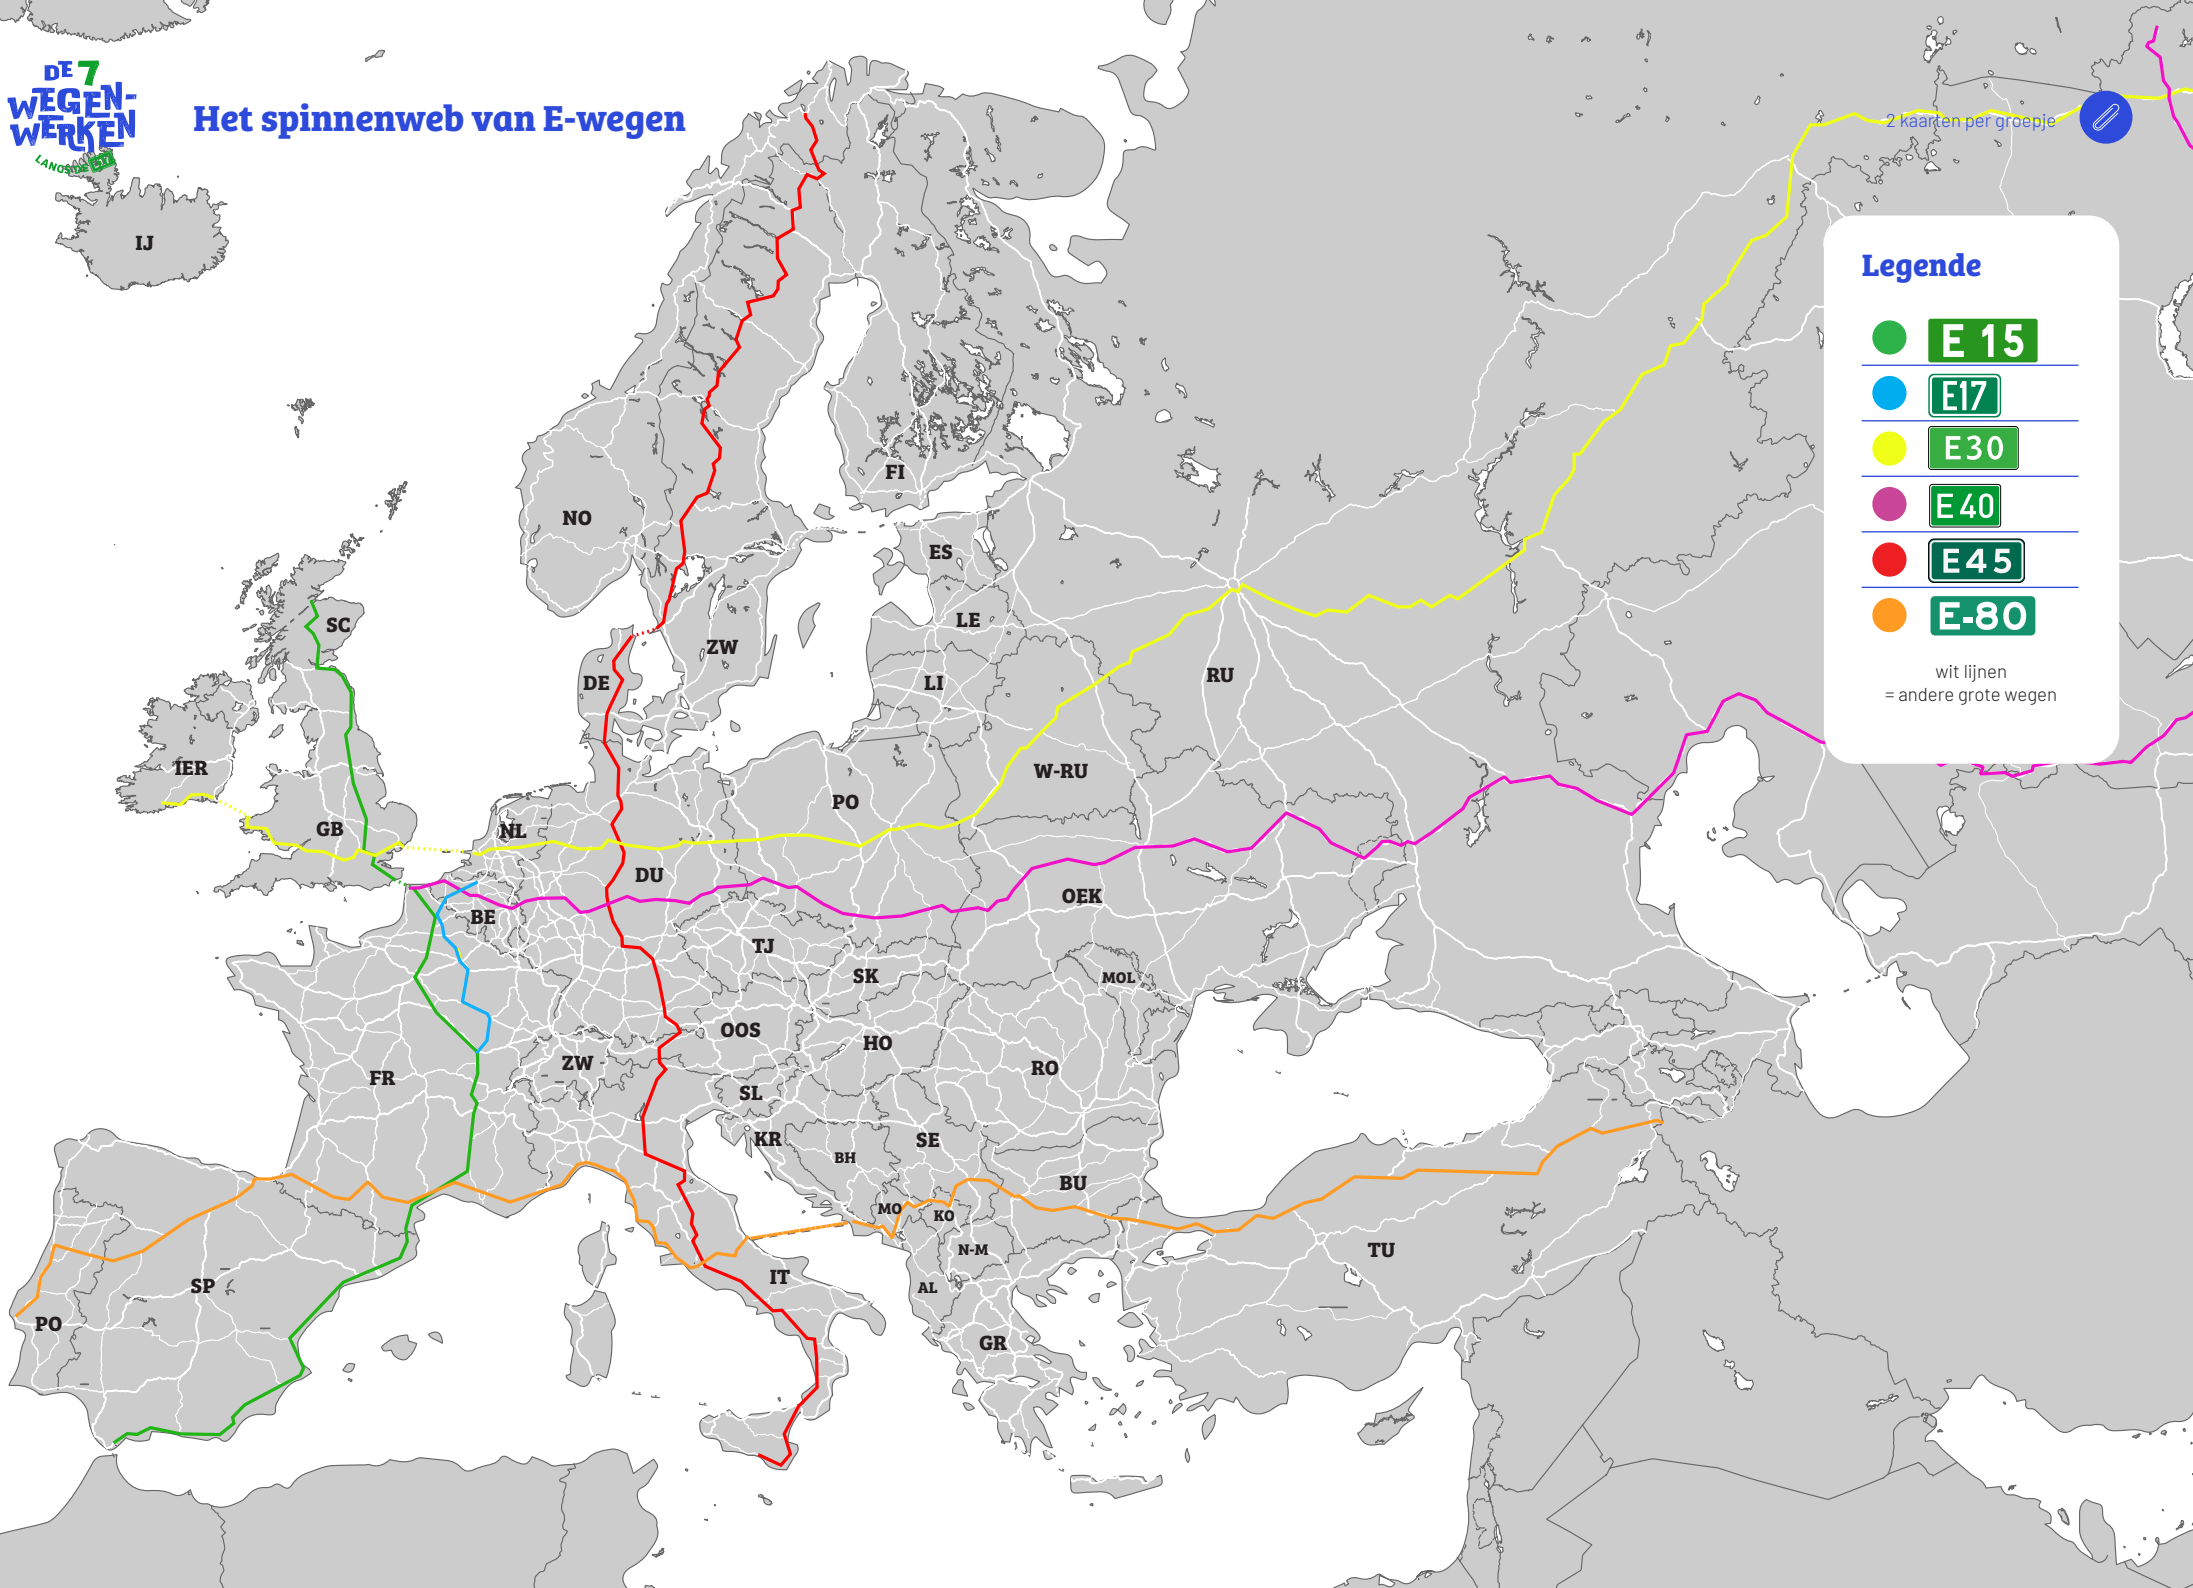 DE 7
WEGEN-
WERKEN
LANGS DE E17
Het spinnenweb van E-wegen
2 kaarten per groepje
IJ
Legende
E 15
E17
E30
E40
E45
E-80
wit lijnen
= andere grote wegen
FI
NO
ES
SC
LE
ZW
RU
DE
LI
IER
W-RU
PO
GB
NL
DU
OEK
BE
TJ
SK
MOL
OOS
HO
ZW
RO
FR
SL
KR
SE
BH
BU
MO
KO
N-M
TU
IT
SP
AL
PO
GR